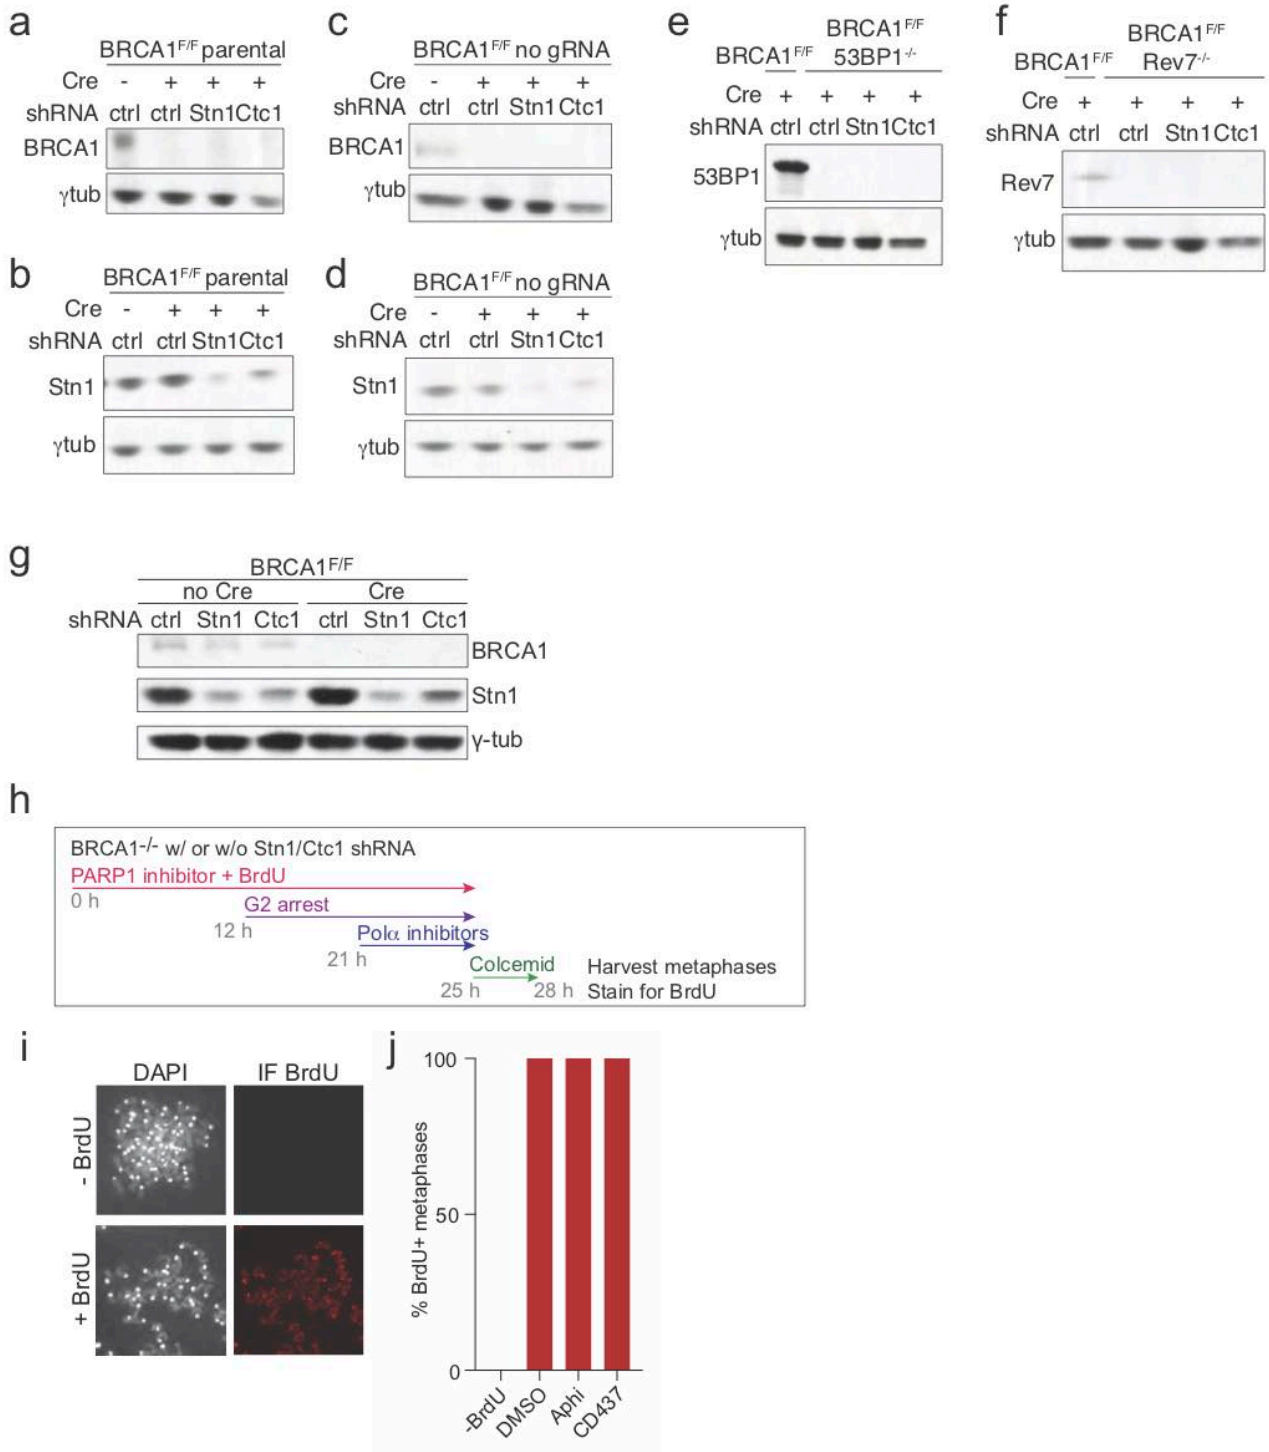 a
BRCA1F/F parental
Cre - + + +
shRNA ctrl ctrl Stn1 Ctc1
BRCA1
γtub
b
BRCA1F/F parental
Cre - + + +
shRNA ctrl ctrl Stn1 Ctc1
Stn1
γtub
c
BRCA1F/F no gRNA
Cre - + + +
shRNA ctrl ctrl Stn1 Ctc1
BRCA1
γtub
d
BRCA1F/F no gRNA
Cre - + + +
shRNA ctrl ctrl Stn1 Ctc1
Stn1
γtub
e
BRCA1F/F
BRCA1F/F 53BP1-/-
Cre + + + +
shRNA ctrl ctrl Stn1 Ctc1
53BP1
γtub
f
BRCA1F/F
BRCA1F/F Rev7-/-
Cre + + + +
shRNA ctrl ctrl Stn1 Ctc1
Rev7
γtub
g
BRCA1F/F
no Cre Cre
shRNA ctrl Stn1 Ctc1 ctrl Stn1 Ctc1
BRCA1
Stn1
γ-tub
h
BRCA1-/- w/ or w/o Stn1/Ctc1 shRNA
PARP1 inhibitor + BrdU
0 h
G2 arrest
12 h
Polα inhibitors
21 h
Colcemid
25 h 28 h
Harvest metaphases
Stain for BrdU
i
DAPI IF BrdU
- BrdU
+ BrdU
j
% BrdU+ metaphases
100
50
0
-BrdU
DMSO
Aphi
CD437